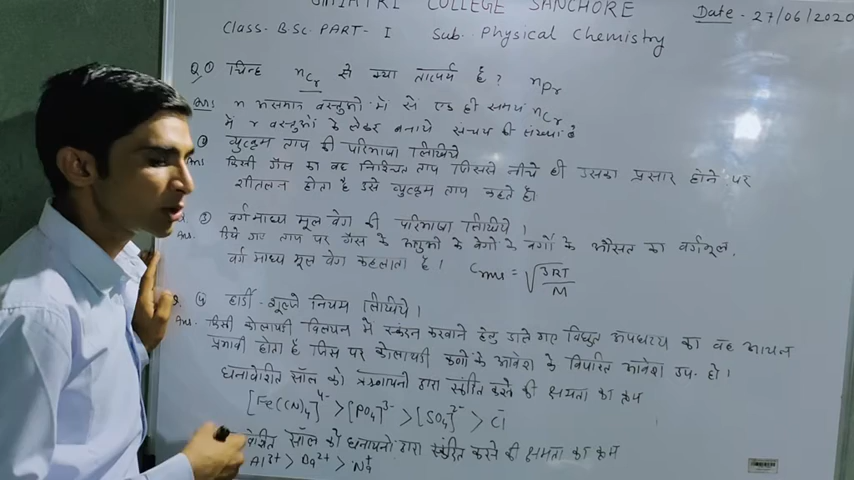 GAYATRI COLLEGE SANCHORE Date - 27/06/2020
Class- B.Sc. PART - I Sub. Physical Chemistry
Q.① चिन्ह nCr से क्या तात्पर्य है ? nPr
Ans n असमान वस्तुओं में से एक ही समय nCr
में r वस्तुओं के लेकर बनाये संचय की संख्या है
② व्युत्क्रम ताप की परिभाषा लिखिये
Ans किसी गैस का वह निश्चित ताप जिससे नीचे ही उसका प्रसार होने पर
शीतलन होता है उसे व्युत्क्रम ताप कहते है।
Q. ③ वर्ग माध्य मूल वेग की परिभाषा लिखिये ।
Ans. दिये गए ताप पर गैस के अणुओं के वेगों के वर्गों के औसत का वर्गमूल,
वर्ग माध्य मूल वेग कहलाता है । Crms = √3RT/M
Q. ④ हार्डी - शूल्जे नियम लिखिये ।
Ans. किसी कोलाइडी विलयन में स्कंदन करवाने हेतु डाले गए विद्युत अपघट्य का वह आयन
प्रभावी होता है जिस पर कोलाइडी कणों के आवेश के विपरित आवेश उप. हो ।
धनावेशित सॉल को ऋणायनो द्वारा स्कंदित करने की क्षमता का क्रम
[Fe(CN)6]4- > [PO4]3- > [SO4]2- > Cl-
वेशित सॉल को धनायनो द्वारा स्कंदित करने की क्षमता का क्रम
Al3+ > Ba2+ > Na+